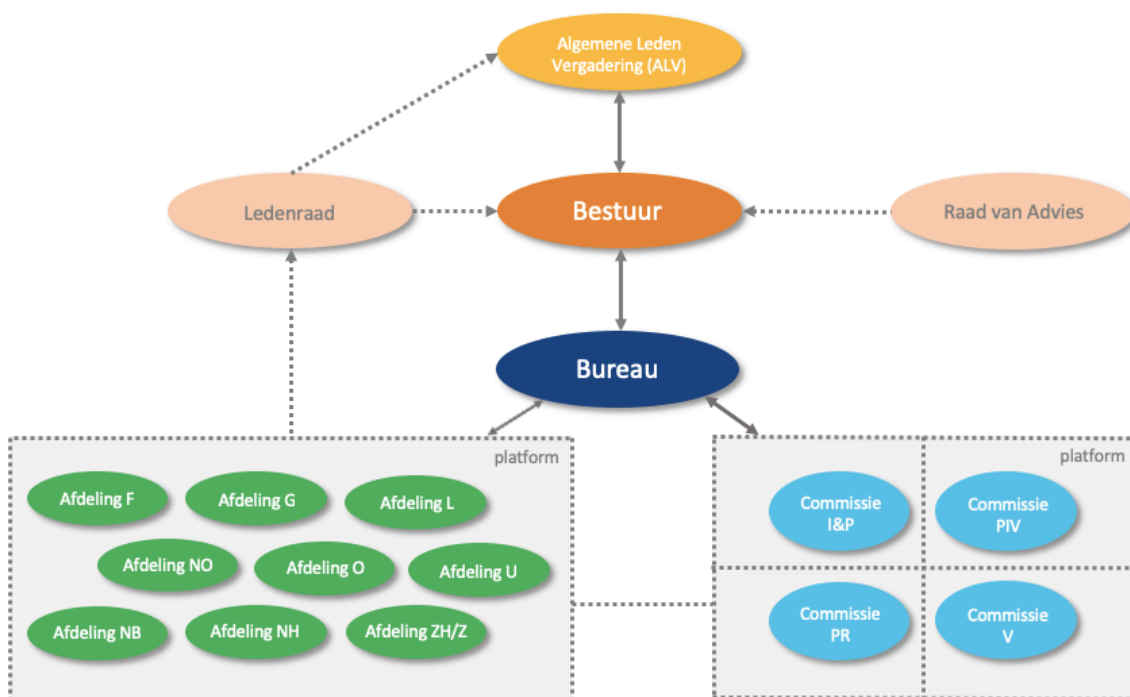 Algemene Leden
Vergadering (ALV)
Ledenraad
Bestuur
Raad van Advies
Bureau
platform
Afdeling F
Afdeling G
Afdeling L
Afdeling NO
Afdeling O
Afdeling U
Afdeling NB
Afdeling NH
Afdeling ZH/Z
platform
Commissie
I&P
Commissie
PIV
Commissie
PR
Commissie
V